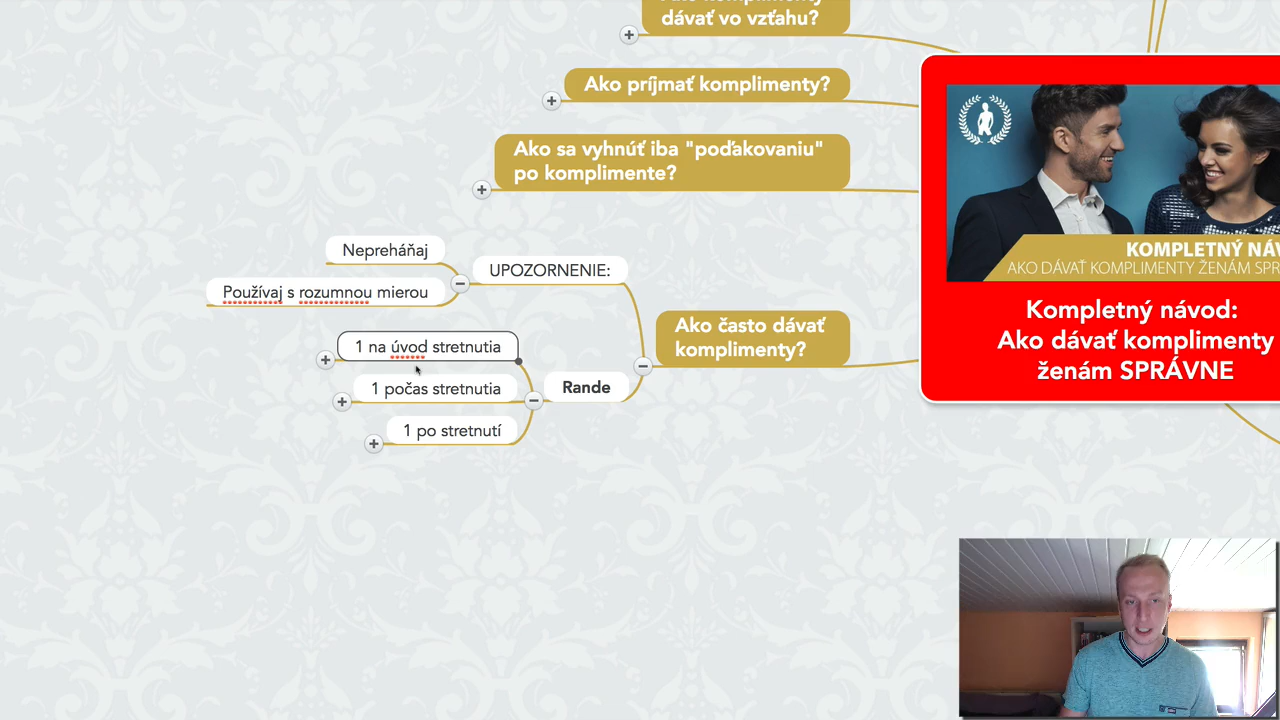 dávať vo vzťahu?
Ako príjmať komplimenty?
Ako sa vyhnúť iba "poďakovaniu"
po komplimente?
Nepreháňaj
UPOZORNENIE:
Používaj s rozumnou mierou
Ako často dávať
komplimenty?
1 na úvod stretnutia
1 počas stretnutia
Rande
1 po stretnutí
KOMPLETNÝ NÁV
AKO DÁVAŤ KOMPLIMENTY ŽENÁM SPR
Kompletný návod:
Ako dávať komplimenty
ženám SPRÁVNE